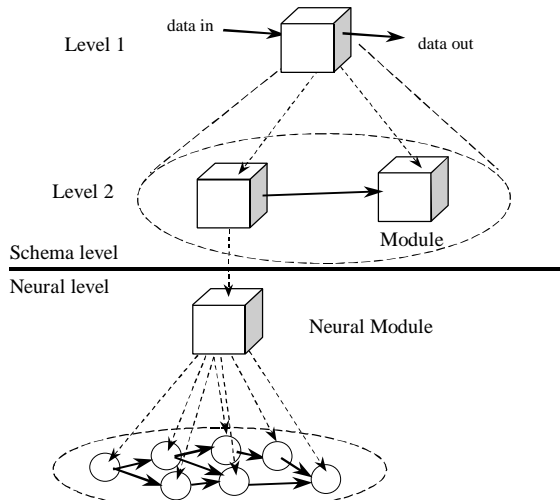 data in
Level 1
data out
Level 2
Module
Schema level
Neural level
Neural Module